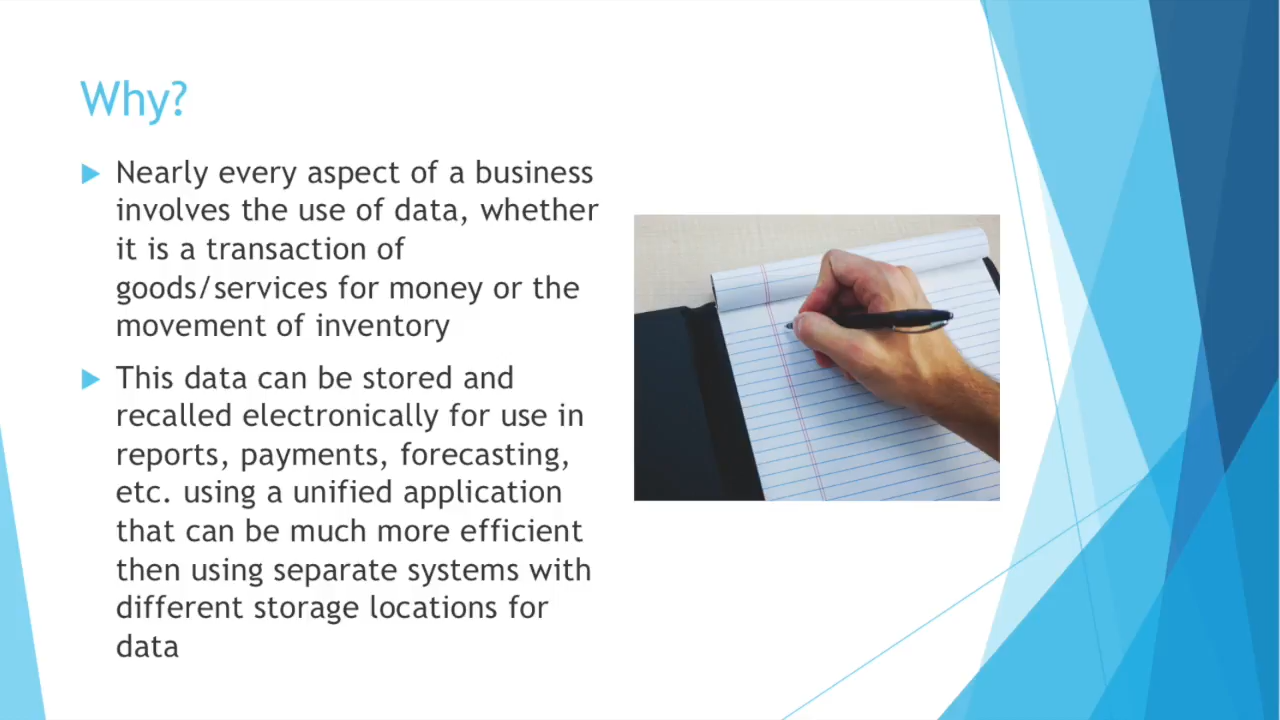 Why?
Nearly every aspect of a business
involves the use of data, whether
it is a transaction of
goods/services for money or the
movement of inventory
This data can be stored and
recalled electronically for use in
reports, payments, forecasting,
etc. using a unified application
that can be much more efficient
then using separate systems with
different storage locations for
data